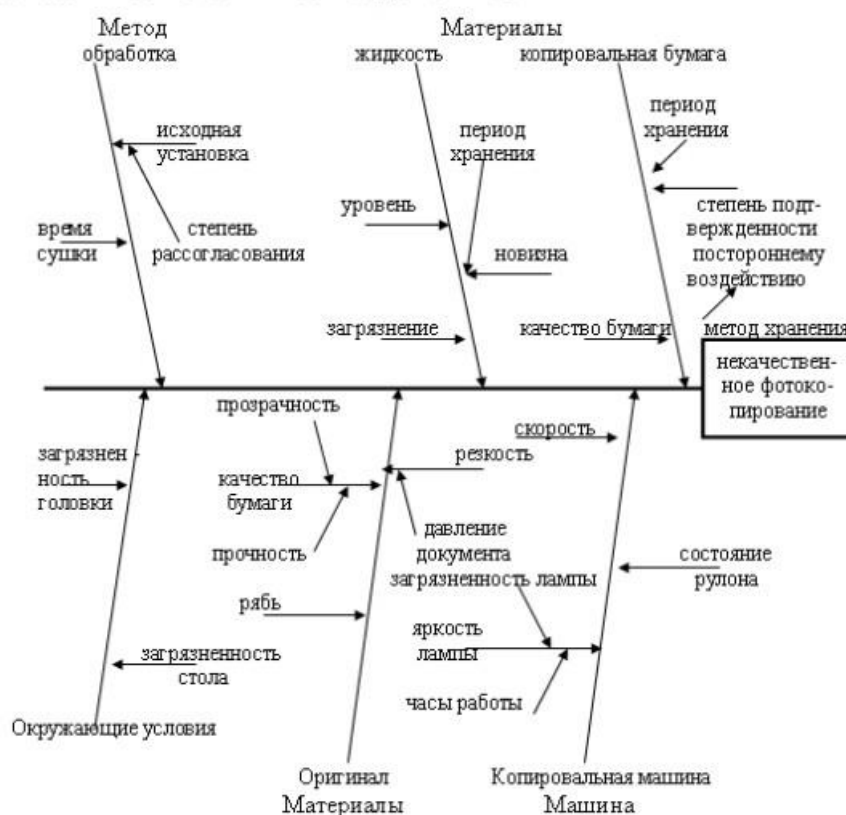 Метод
обработка
Материалы
жидкость
копировальная бумага
исходная
установка
время
сушки
степень
рассогласования
период
хранения
уровень
новизна
загрязнение
период
хранения
степень подт-
вержденности
постороннему
воздействию
качество бумаги
метод хранения
некачествен-
ное фотоко-
пирование
загрязнен -
ность
головки
прозрачность
качество
бумаги
прочность
резкость
давление
документа
рябь
скорость
состояние
рулона
загрязненность лампы
яркость
лампы
часы работы
загрязненность
стола
Окружающие условия
Оригинал
Материалы
Копировальная машина
Машина